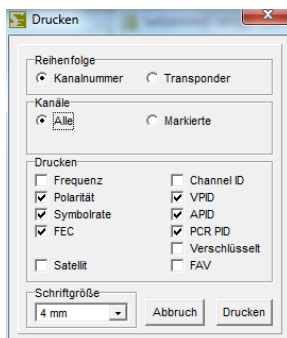 Drucken
Reihenfolge
Kanalnummer Transponder
Kanäle
Alle Markierte
Drucken
Frequenz Channel ID
Polarität VPID
Symbolrate APID
FEC PCR PID
Verschlüsselt
Satellit FAV
Schriftgröße
4 mm Abbruch Drucken